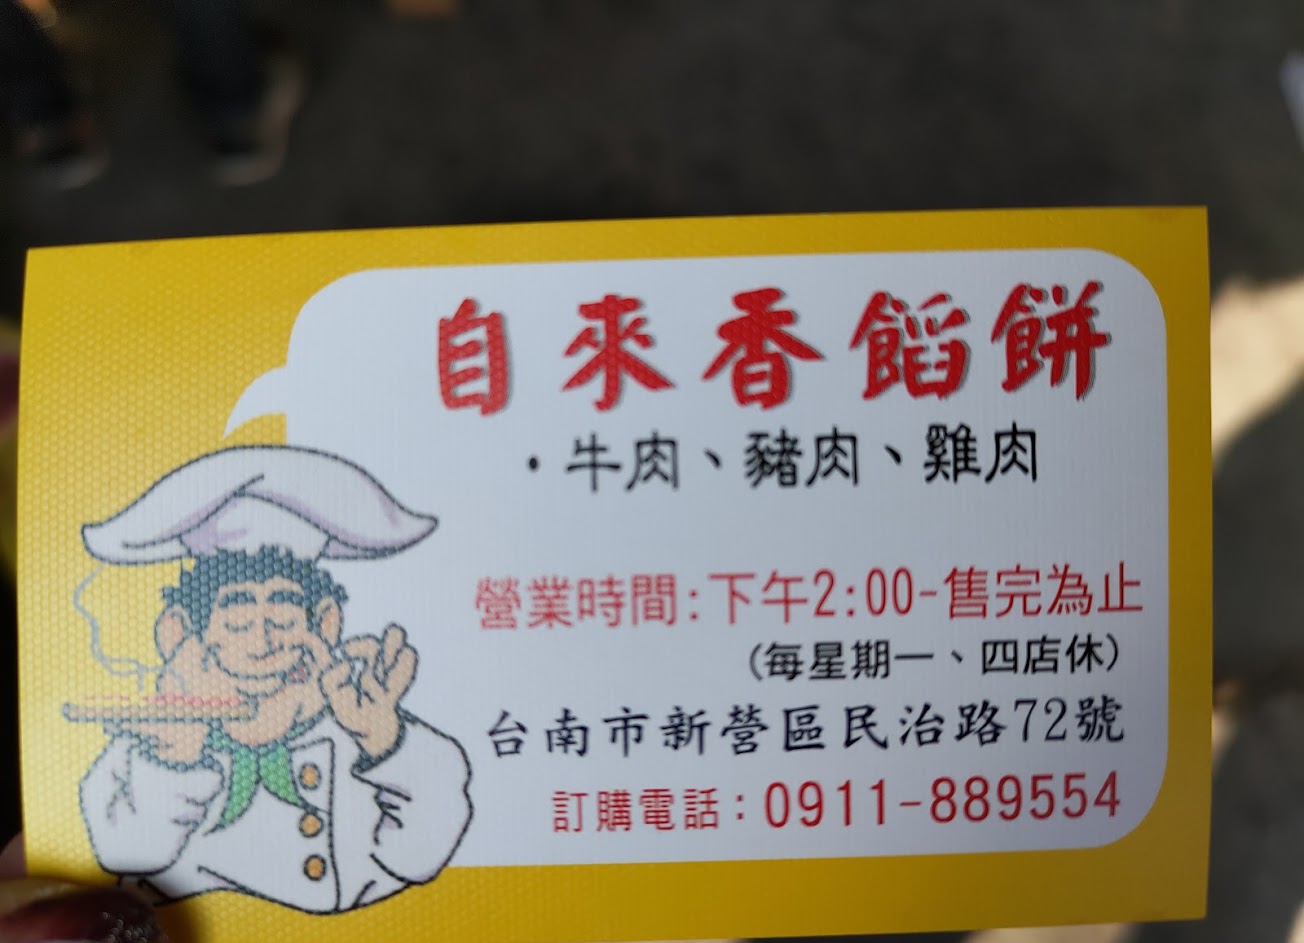 自來香餡餅
・牛肉、豬肉、雞肉
營業時間:下午2:00-售完為止
(每星期一、四店休)
台南市新營區民治路72號
訂購電話：0911-889554